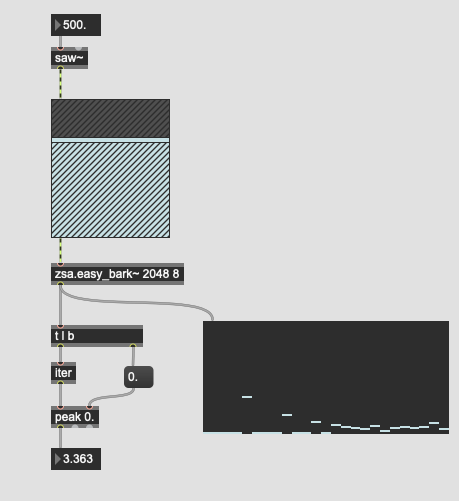 500.
saw~
zsa.easy_bark~ 2048 8
t l b
iter
0.
peak 0.
3.363